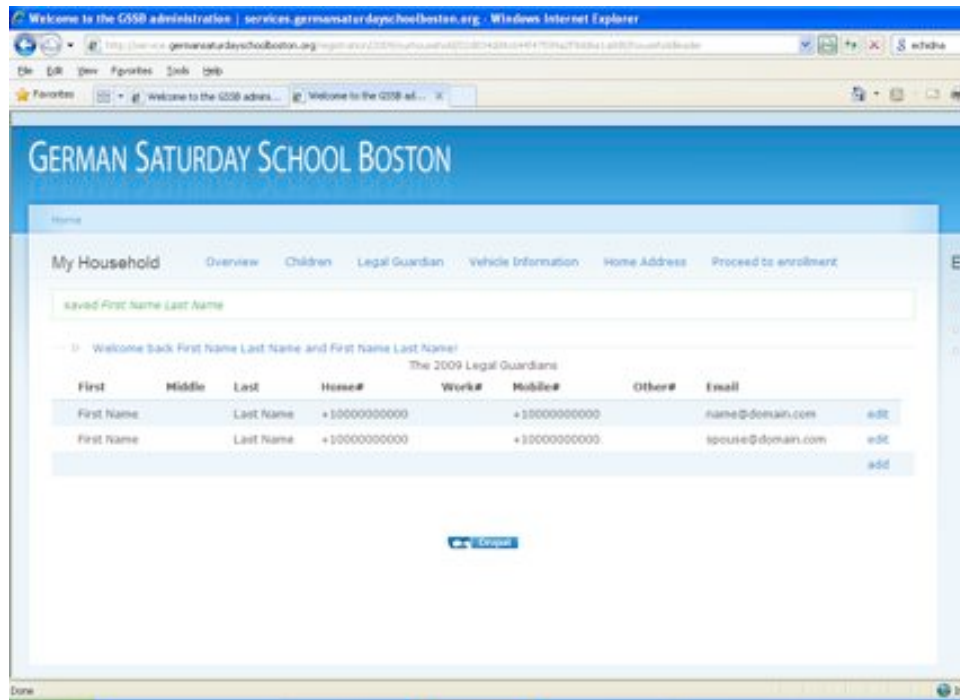 Welcome to the GSSB administration | services.germansaturdayschoolboston.org - Windows Internet Explorer
germansaturdayschoolboston.org
File Edit View Favorites Tools Help
Favorites Welcome to the GSSB admini... Welcome to the GSSB ad...
GERMAN SATURDAY SCHOOL BOSTON
Home
My Household Overview Children Legal Guardian Vehicle Information Home Address Proceed to enrollment
saved First Name Last Name
Welcome back First Name Last Name and First Name Last Name!
The 2009 Legal Guardians
First Middle Last Home# Work# Mobile# Other# Email
First Name Last Name +10000000000 +10000000000 name@domain.com edit
First Name Last Name +10000000000 +10000000000 spouse@domain.com edit
add
Drupal
Done